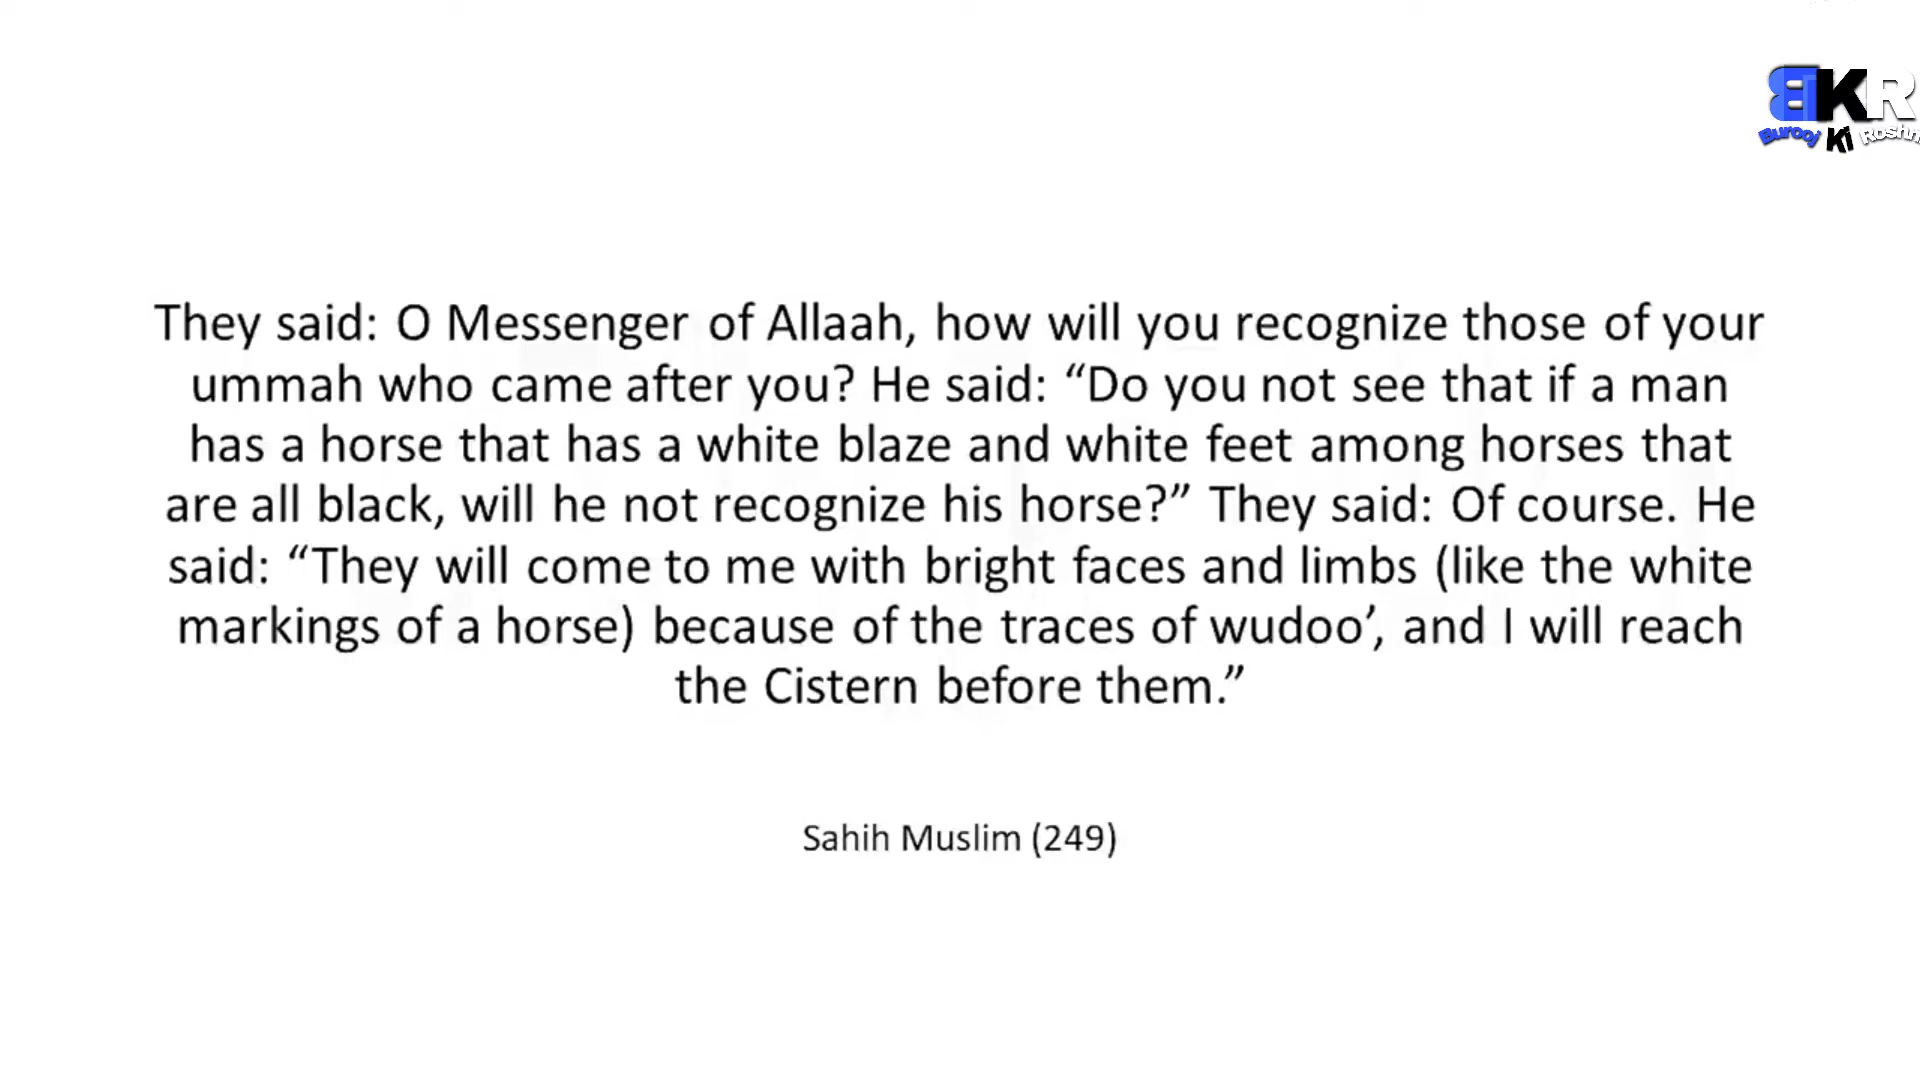 BKR
Burooj Ki Roshn
They said: O Messenger of Allaah, how will you recognize those of your
ummah who came after you? He said: “Do you not see that if a man
has a horse that has a white blaze and white feet among horses that
are all black, will he not recognize his horse?” They said: Of course. He
said: “They will come to me with bright faces and limbs (like the white
markings of a horse) because of the traces of wudoo’, and I will reach
the Cistern before them.”
Sahih Muslim (249)